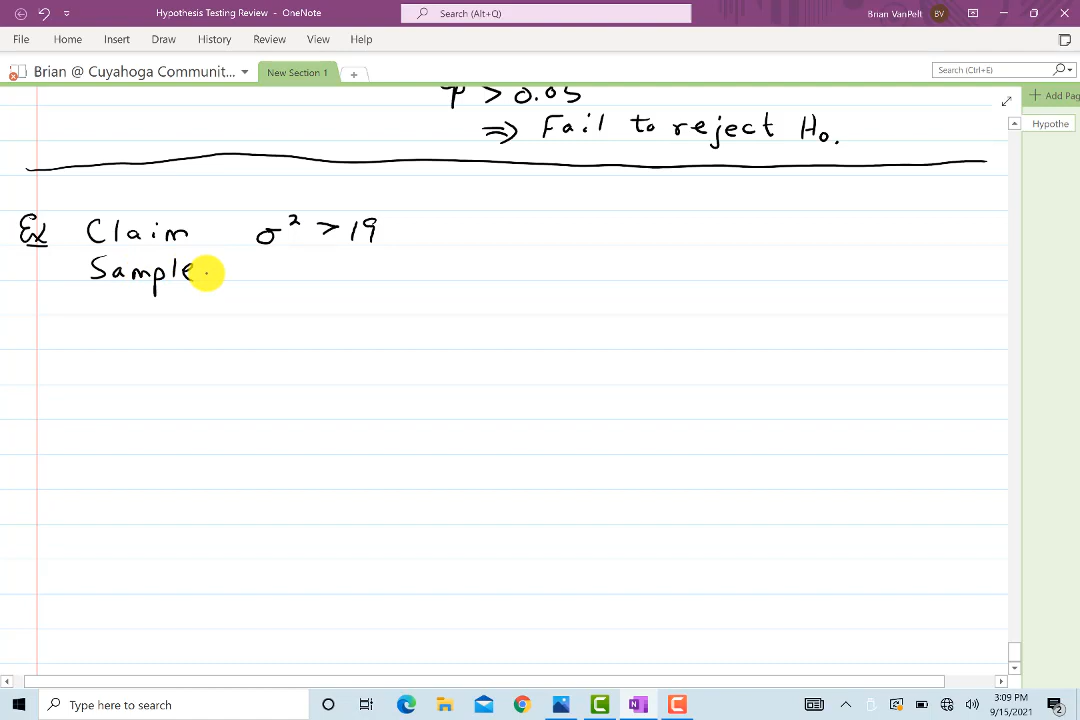 Hypothesis Testing Review - OneNote
Search (Alt+Q)
Brian VanPelt BV
File Home Insert Draw History Review View Help
Brian @ Cuyahoga Communit... New Section 1
Search (Ctrl+E)
Add Pag
Hypothe
p > 0.05
⇒ Fail to reject H₀.
Ex Claim σ² > 19
Sample
Type here to search
3:09 PM
9/15/2021
2